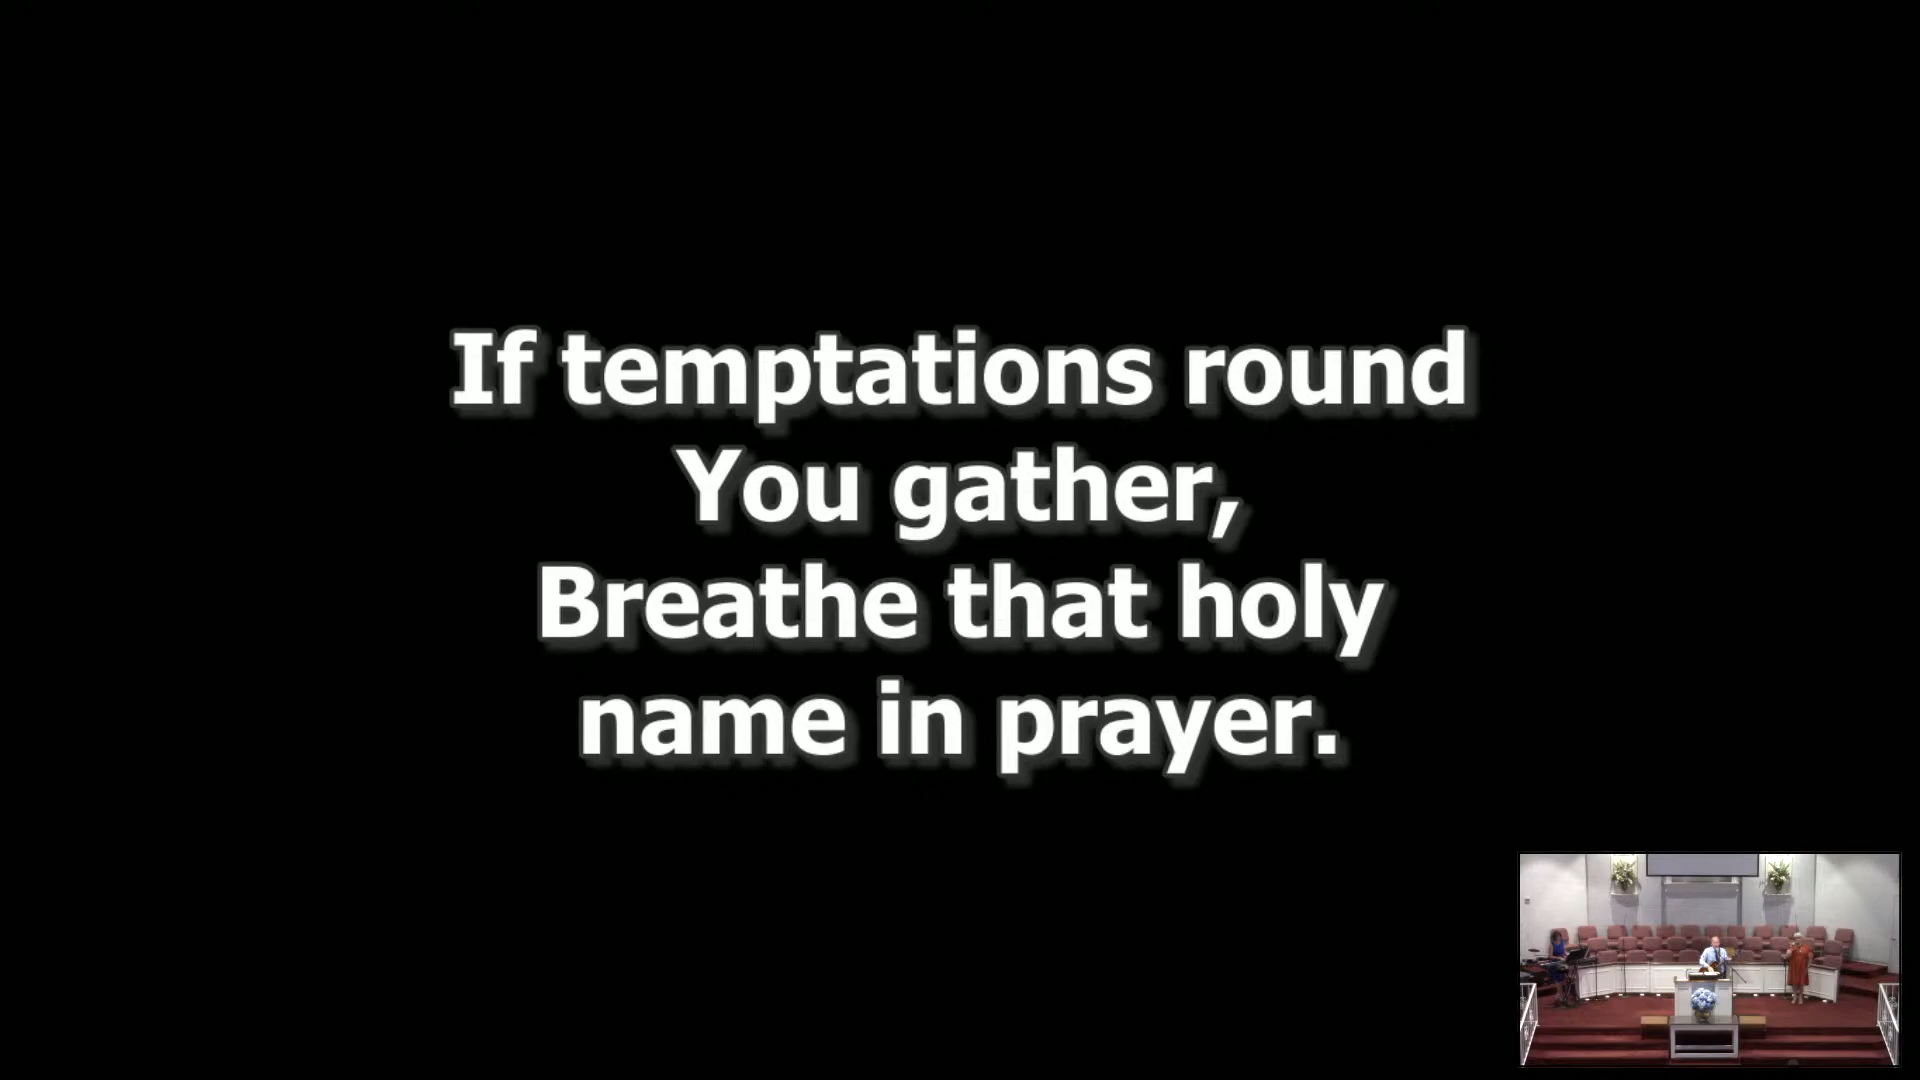 If temptations round
You gather,
Breathe that holy
name in prayer.